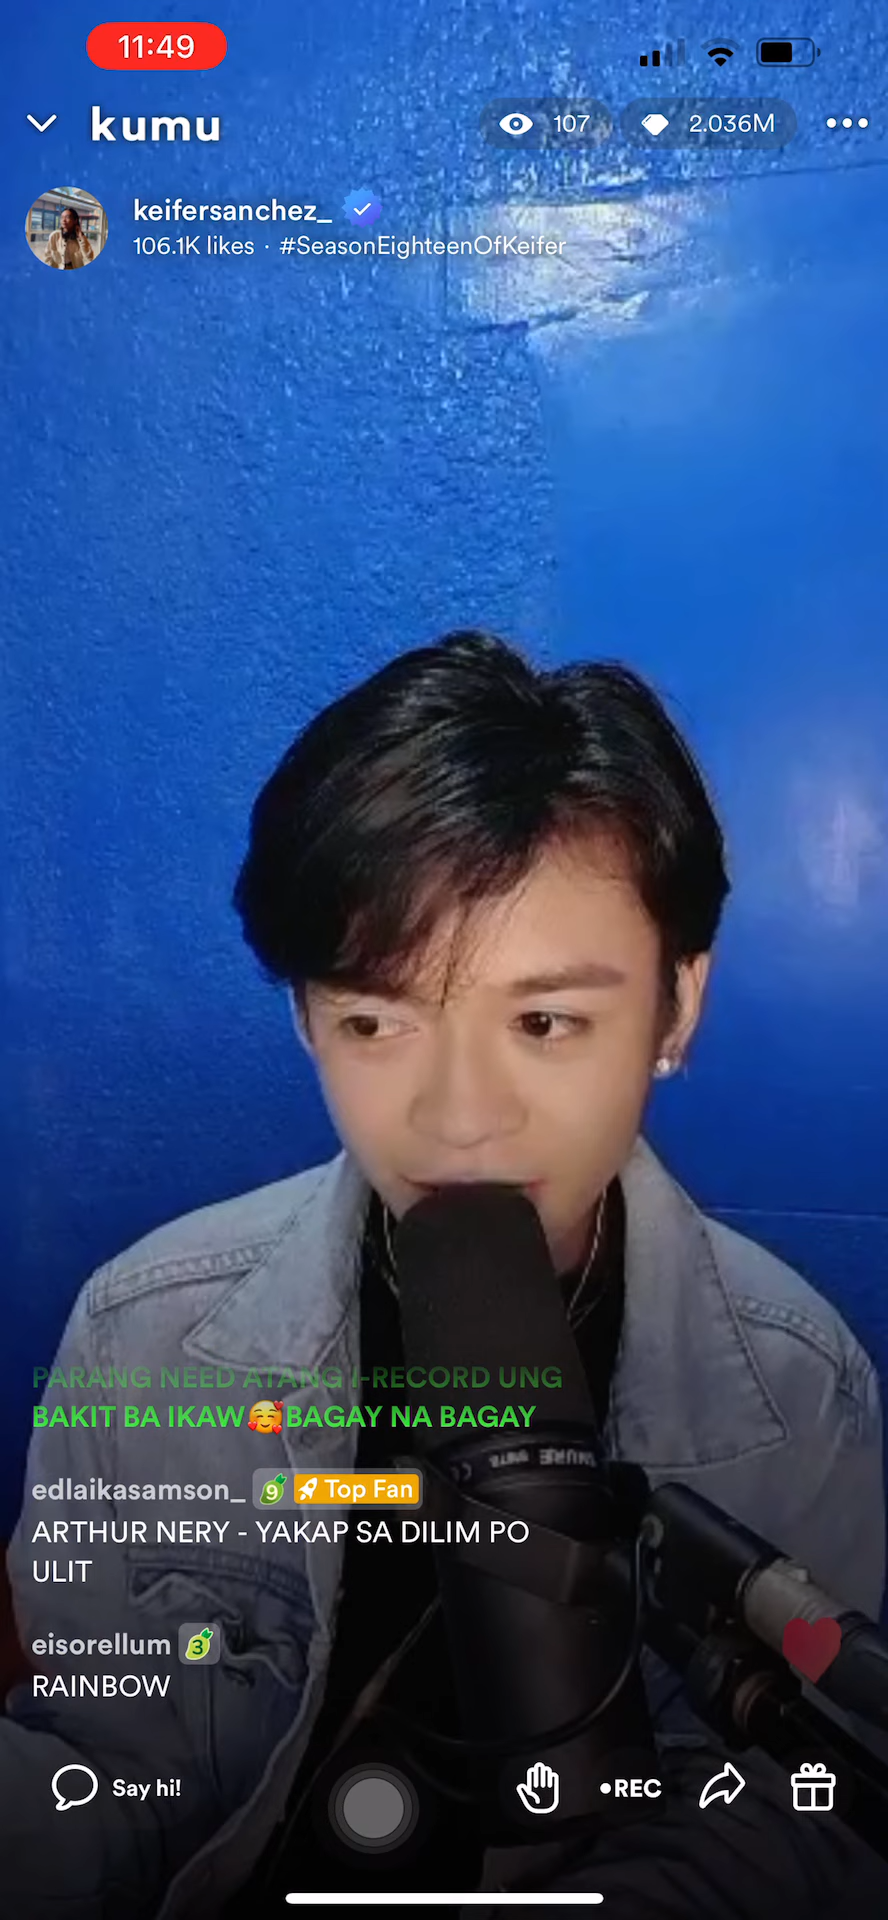 11:49
kumu
107
2.036M
keifersanchez_
106.1K likes · #SeasonEighteenOfKeifer
PARANG NEED ATANG I-RECORD UNG
BAKIT BA IKAW🥰BAGAY NA BAGAY
edlaikasamson_ 9 Top Fan
ARTHUR NERY - YAKAP SA DILIM PO
ULIT
eisorellum 3
RAINBOW
Say hi!
•REC